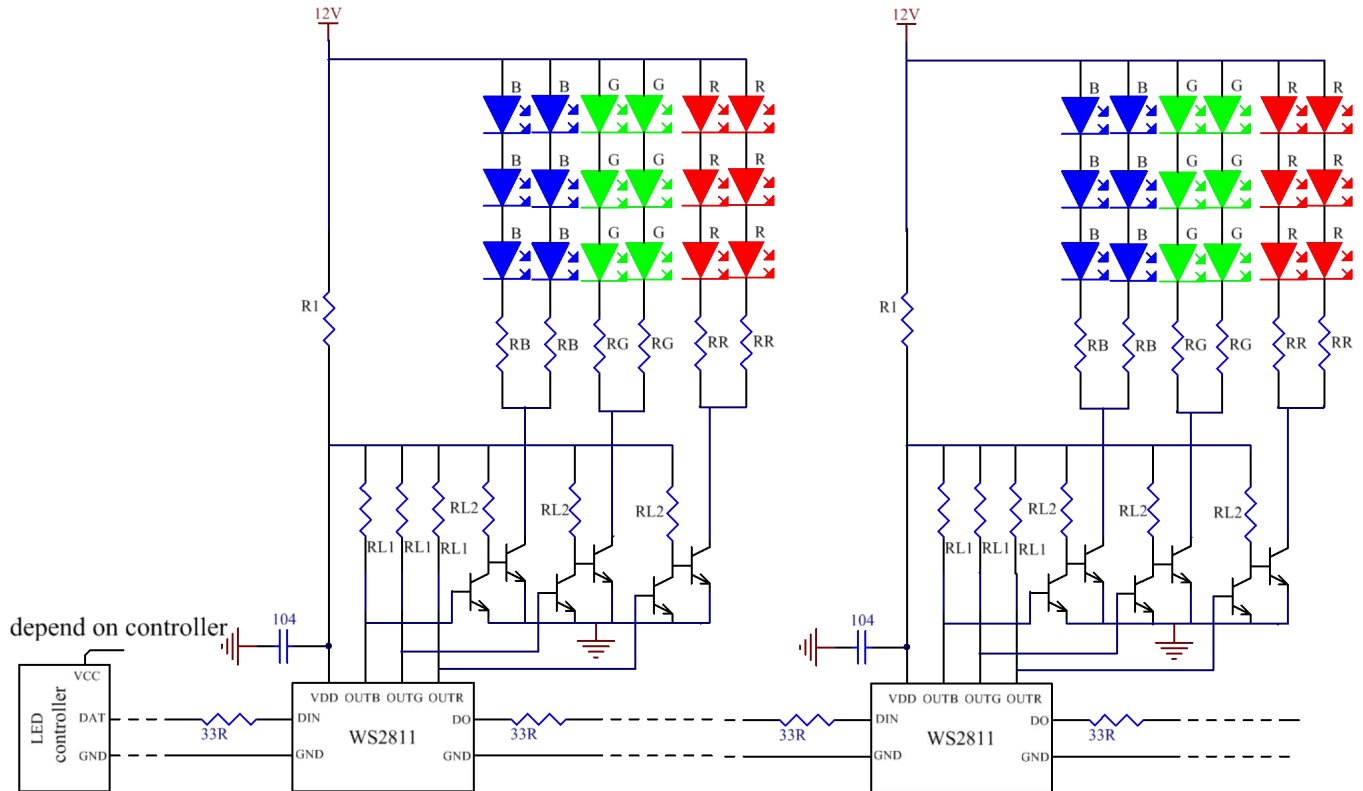 12V
12V
B B G G R R
B B G G R R
B B G G R R
B B G G R R
B B G G R R
B B G G R R
R1
R1
RB RB RG RG RR RR
RB RB RG RG RR RR
RL2 RL2 RL2
RL2 RL2 RL2
RL1 RL1 RL1
RL1 RL1 RL1
104
104
depend on controller
VCC
LED controller
DAT
GND
33R
VDD OUTB OUTG OUTR
DIN
DO
WS2811
GND
33R
33R
VDD OUTB OUTG OUTR
DIN
DO
WS2811
GND
33R